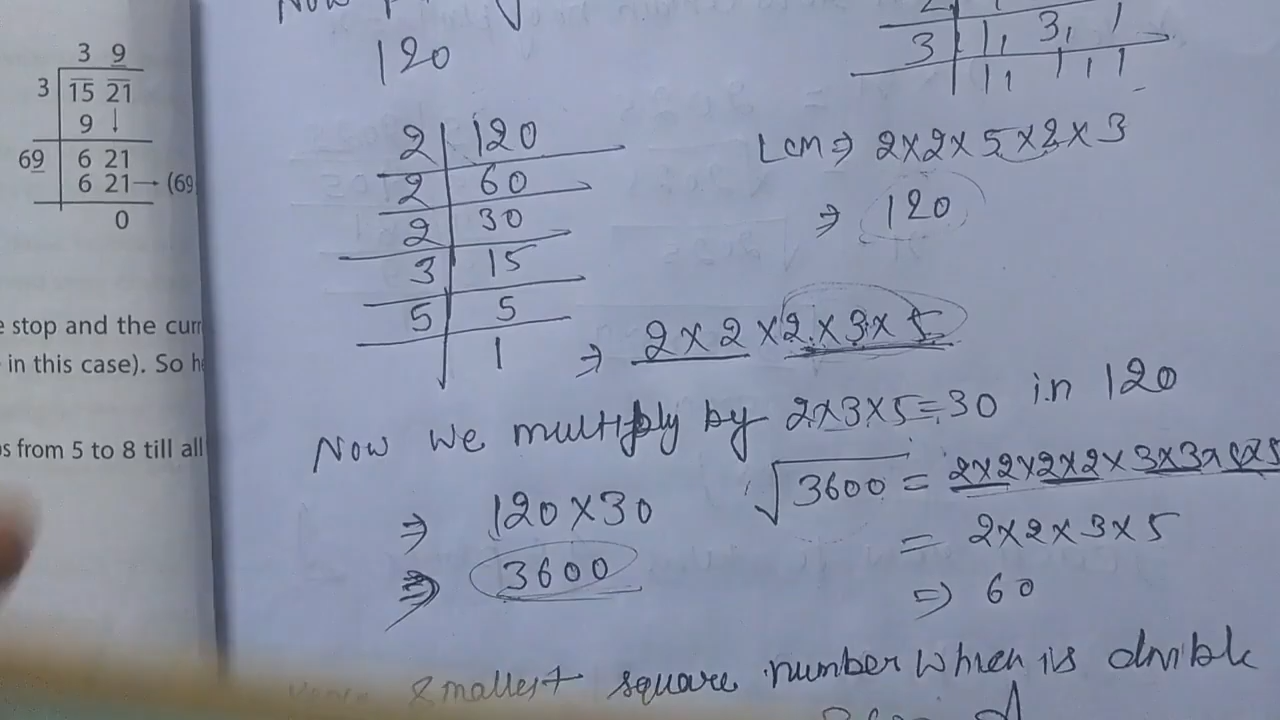 3 9
3 15 21
9 ↓
69 6 21
6 21 → (69
0
e stop and the curr
in this case). So h
s from 5 to 8 till all
Now
120
2 120
2 60
2 30
3 15
5 5
1
⇒ 2×2×2×3×5
3 1, 3, 1
1, 1, 1
LCM ⇒ 2×2×5×2×3
⇒ 120
Now we multiply by 2×3×5=30 in 120
⇒ 120×30
⇒ 3600
√3600 = 2×2×2×2×3×3×5×5
= 2×2×3×5
⇒ 60
smallest square number which is divible